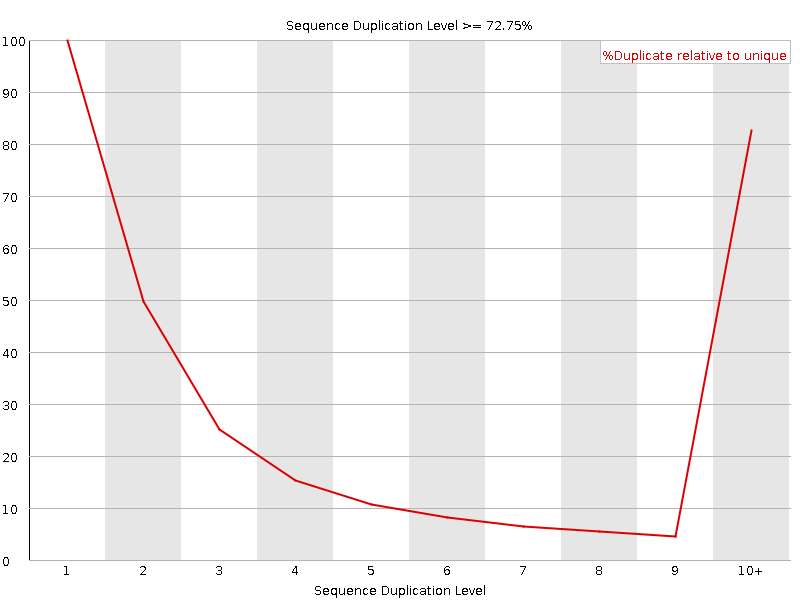 Sequence Duplication Level >= 72.75%
%Duplicate relative to unique
100
90
80
70
60
50
40
30
20
10
0
1 2 3 4 5 6 7 8 9 10+
Sequence Duplication Level